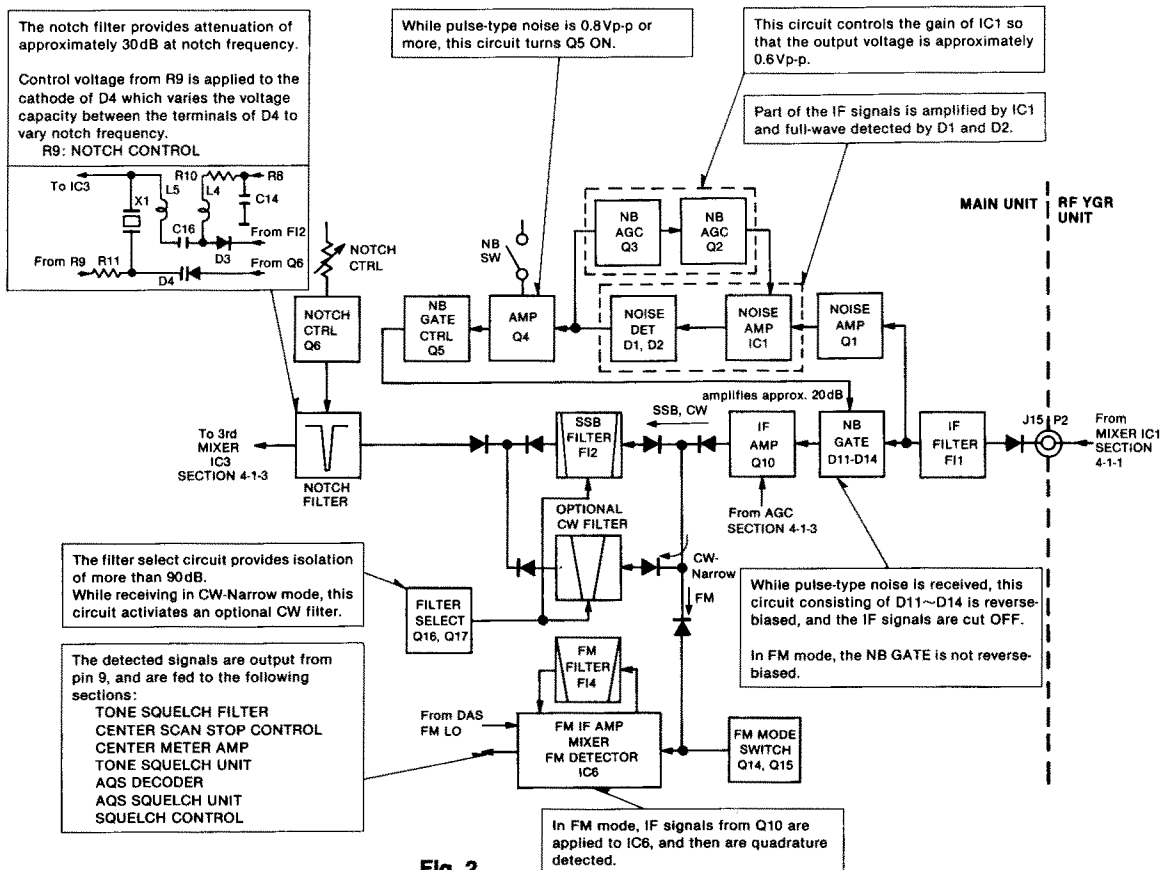 The notch filter provides attenuation of
approximately 30dB at notch frequency.
Control voltage from R9 is applied to the
cathode of D4 which varies the voltage
capacity between the terminals of D4 to
vary notch frequency.
R9: NOTCH CONTROL
To IC3
X1
L5
R10
L4
R8
C14
C16
D3
From FI2
From R9
R11
D4
From Q6
While pulse-type noise is 0.8Vp-p or
more, this circuit turns Q5 ON.
This circuit controls the gain of IC1 so
that the output voltage is approximately
0.6Vp-p.
Part of the IF signals is amplified by IC1
and full-wave detected by D1 and D2.
MAIN UNIT
RF YGR
UNIT
NB
AGC
Q3
NB
AGC
Q2
NB
SW
NOTCH
CTRL
NOTCH
CTRL
Q6
NB
GATE
CTRL
Q5
AMP
Q4
NOISE
DET
D1, D2
NOISE
AMP
IC1
NOISE
AMP
Q1
amplifies approx. 20dB
SSB, CW
To 3rd
MIXER
IC3
SECTION 4-1-3
NOTCH
FILTER
SSB
FILTER
FI2
IF
AMP
Q10
NB
GATE
D11-D14
IF
FILTER
FI1
J15
P2
From
MIXER IC1
SECTION
4-1-1
From AGC
SECTION 4-1-3
OPTIONAL
CW FILTER
CW-
Narrow
FM
The filter select circuit provides isolation
of more than 90dB.
While receiving in CW-Narrow mode, this
circuit activiates an optional CW filter.
FILTER
SELECT
Q16, Q17
While pulse-type noise is received, this
circuit consisting of D11~D14 is reverse-
biased, and the IF signals are cut OFF.
In FM mode, the NB GATE is not reverse-
biased.
The detected signals are output from
pin 9, and are fed to the following
sections:
TONE SQUELCH FILTER
CENTER SCAN STOP CONTROL
CENTER METER AMP
TONE SQUELCH UNIT
AQS DECODER
AQS SQUELCH UNIT
SQUELCH CONTROL
FM
FILTER
FI4
From DAS
FM LO
FM IF AMP
MIXER
FM DETECTOR
IC6
FM MODE
SWITCH
Q14, Q15
In FM mode, IF signals from Q10 are
applied to IC6, and then are quadrature
detected.
Fig. 2